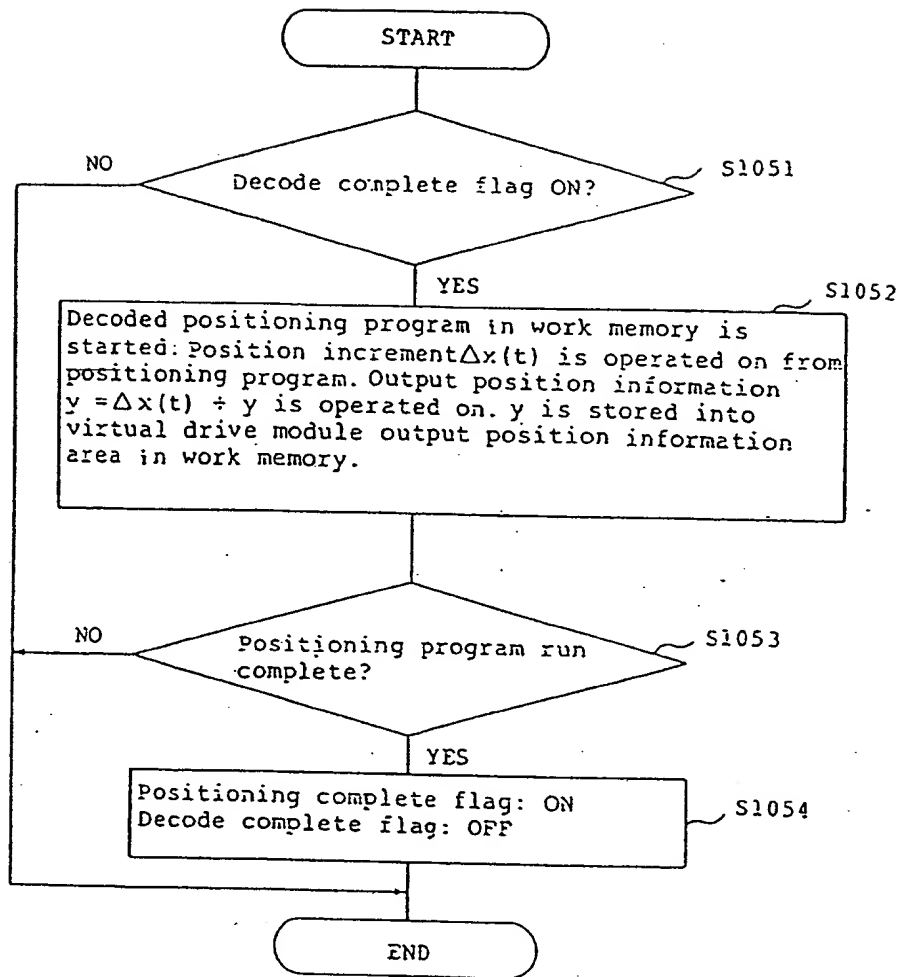 START
NO
Decode complete flag ON?
S1051
YES
S1052
Decoded positioning program in work memory is
started: Position increment Δx(t) is operated on from
positioning program. Output position information
y = Δx(t) ÷ y is operated on. y is stored into
virtual drive module output position information
area in work memory.
NO
Positioning program run
complete?
S1053
YES
Positioning complete flag: ON
Decode complete flag: OFF
S1054
END